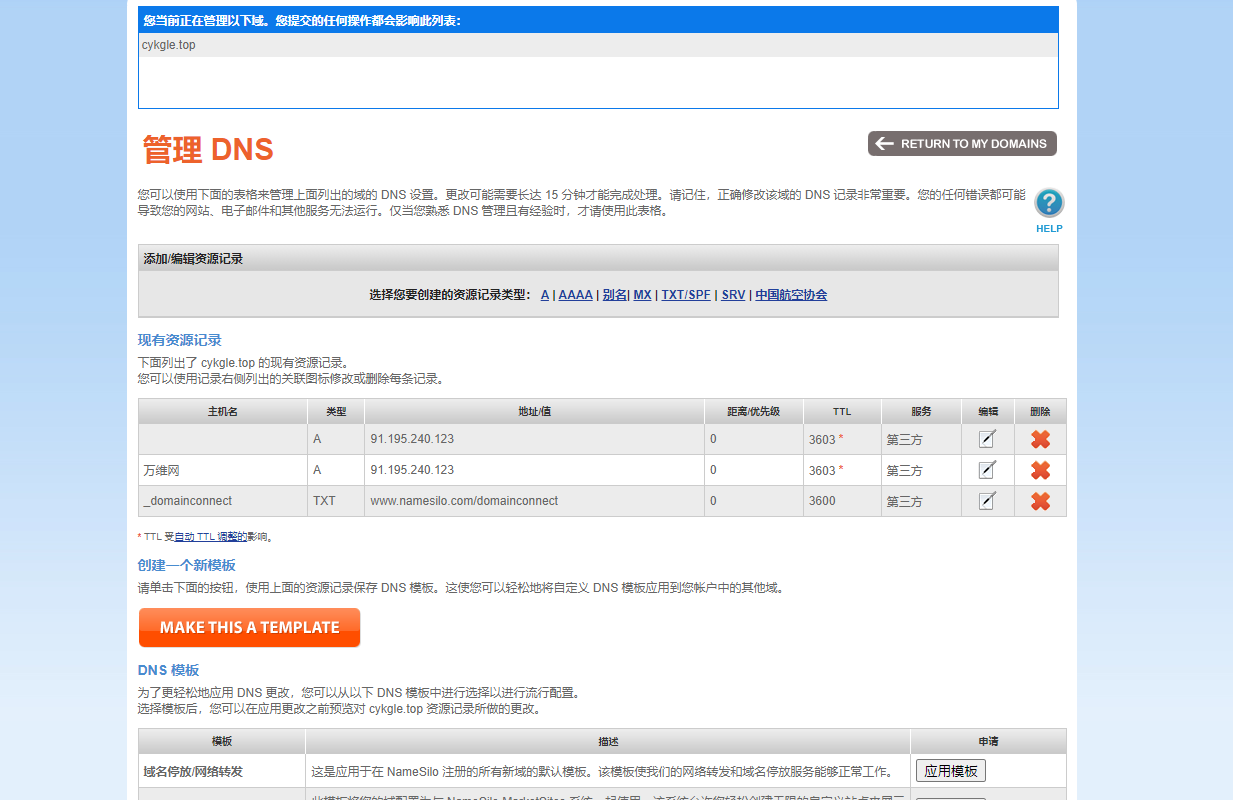 您当前正在管理以下域。您提交的任何操作都会影响此列表：
cykgle.top
管理 DNS
RETURN TO MY DOMAINS
您可以使用下面的表格来管理上面列出的域的 DNS 设置。更改可能需要长达 15 分钟才能完成处理。请记住，正确修改该域的 DNS 记录非常重要。您的任何错误都可能
导致您的网站、电子邮件和其他服务无法运行。仅当您熟悉 DNS 管理且有经验时，才请使用此表格。
?
HELP
添加/编辑资源记录
选择您要创建的资源记录类型： A | AAAA | 别名| MX | TXT/SPF | SRV | 中国航空协会
现有资源记录
下面列出了 cykgle.top 的现有资源记录。
您可以使用记录右侧列出的关联图标修改或删除每条记录。
主机名 类型 地址/值 距离/优先级 TTL 服务 编辑 删除
A 91.195.240.123 0 3603 * 第三方
万维网 A 91.195.240.123 0 3603 * 第三方
_domainconnect TXT www.namesilo.com/domainconnect 0 3600 第三方
* TTL 受自动 TTL 调整的影响。
创建一个新模板
请单击下面的按钮，使用上面的资源记录保存 DNS 模板。这使您可以轻松地将自定义 DNS 模板应用到您帐户中的其他域。
MAKE THIS A TEMPLATE
DNS 模板
为了更轻松地应用 DNS 更改，您可以从以下 DNS 模板中进行选择以进行流行配置。
选择模板后，您可以在应用更改之前预览对 cykgle.top 资源记录所做的更改。
模板 描述 申请
域名停放/网络转发 这是应用于在 NameSilo 注册的所有新域的默认模板。该模板使我们的网络转发和域名停放服务能够正常工作。 应用模板